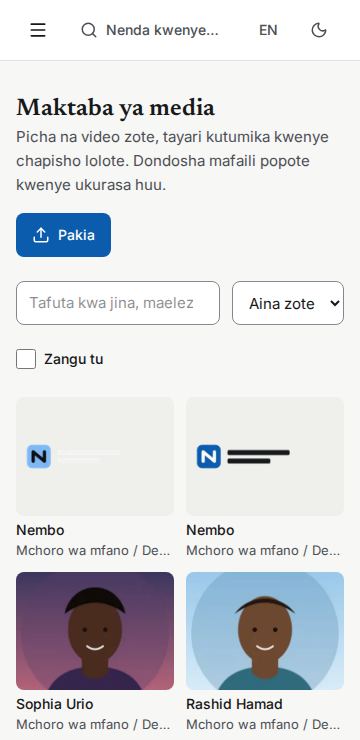 Nenda kwenye...
EN
Maktaba ya media
Picha na video zote, tayari kutumika kwenye
chapisho lolote. Dondosha mafaili popote
kwenye ukurasa huu.
Pakia
Tafuta kwa jina, maelez
Aina zote
Zangu tu
N
N
Nembo
Nembo
Mchoro wa mfano / De...
Mchoro wa mfano / De...
Sophia Urio
Rashid Hamad
Mchoro wa mfano / De...
Mchoro wa mfano / De...